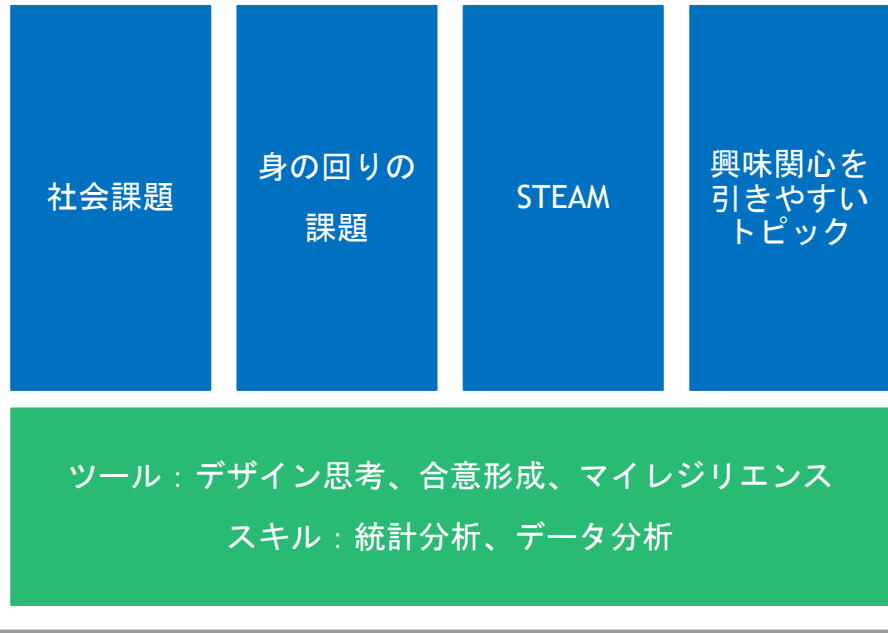 社会課題
身の回りの
課題
STEAM
興味関心を
引きやすい
トピック
ツール：デザイン思考、合意形成、マイレジリエンス
スキル：統計分析、データ分析